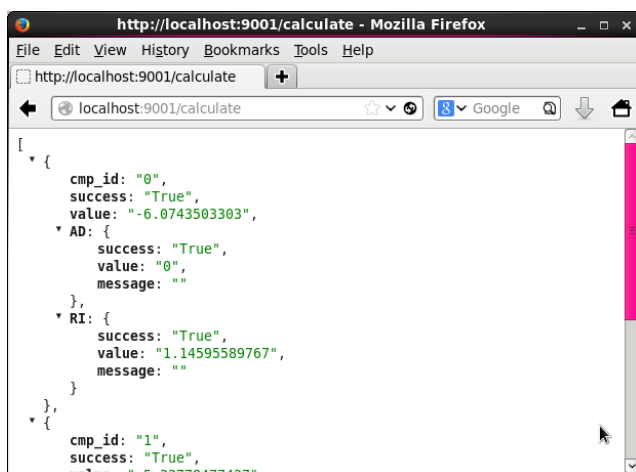 http://localhost:9001/calculate - Mozilla Firefox
File Edit View History Bookmarks Tools Help
http://localhost:9001/calculate
localhost:9001/calculate
Google
[
{
cmp_id: "0",
success: "True",
value: "-6.0743503303",
AD: {
success: "True",
value: "0",
message: ""
},
RI: {
success: "True",
value: "1.14595589767",
message: ""
}
},
{
cmp_id: "1",
success: "True",